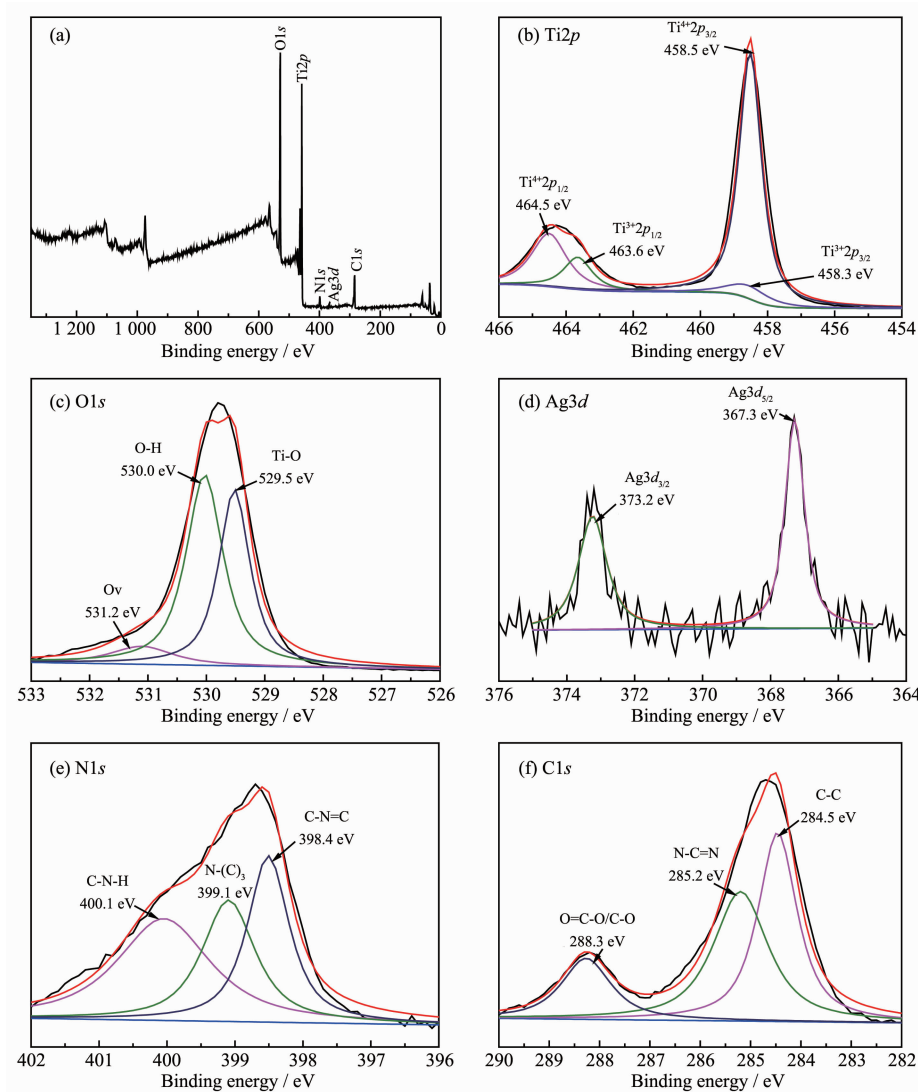 (a)
O1s
Ti2p
N1s
Ag3d
C1s
1 200 1 000 800 600 400 200 0
Binding energy / eV
(b) Ti2p
Ti⁴⁺2p₃/₂
458.5 eV
Ti⁴⁺2p₁/₂
464.5 eV
Ti³⁺2p₁/₂
463.6 eV
Ti³⁺2p₃/₂
458.3 eV
466 464 462 460 458 456 454
Binding energy / eV
(c) O1s
O-H
530.0 eV
Ti-O
529.5 eV
Ov
531.2 eV
533 532 531 530 529 528 527 526
Binding energy / eV
(d) Ag3d
Ag3d₅/₂
367.3 eV
Ag3d₃/₂
373.2 eV
376 374 372 370 368 366 364
Binding energy / eV
(e) N1s
C-N=C
398.4 eV
N-(C)₃
399.1 eV
C-N-H
400.1 eV
402 401 400 399 398 397 396
Binding energy / eV
(f) C1s
C-C
284.5 eV
N-C=N
285.2 eV
O=C-O/C-O
288.3 eV
290 289 288 287 286 285 284 283 282
Binding energy / eV